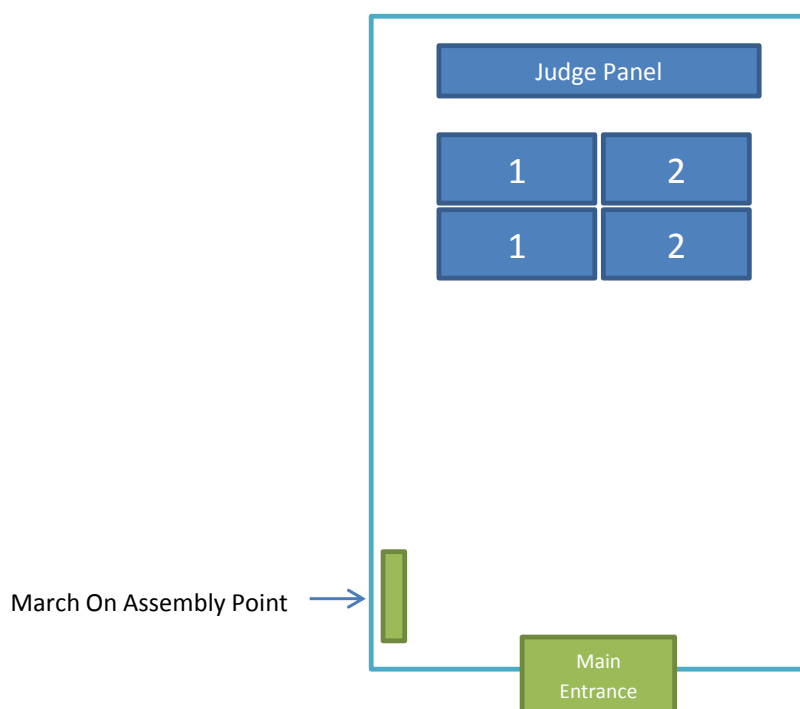 Judge Panel
1 2
1 2
March On Assembly Point
Main
Entrance